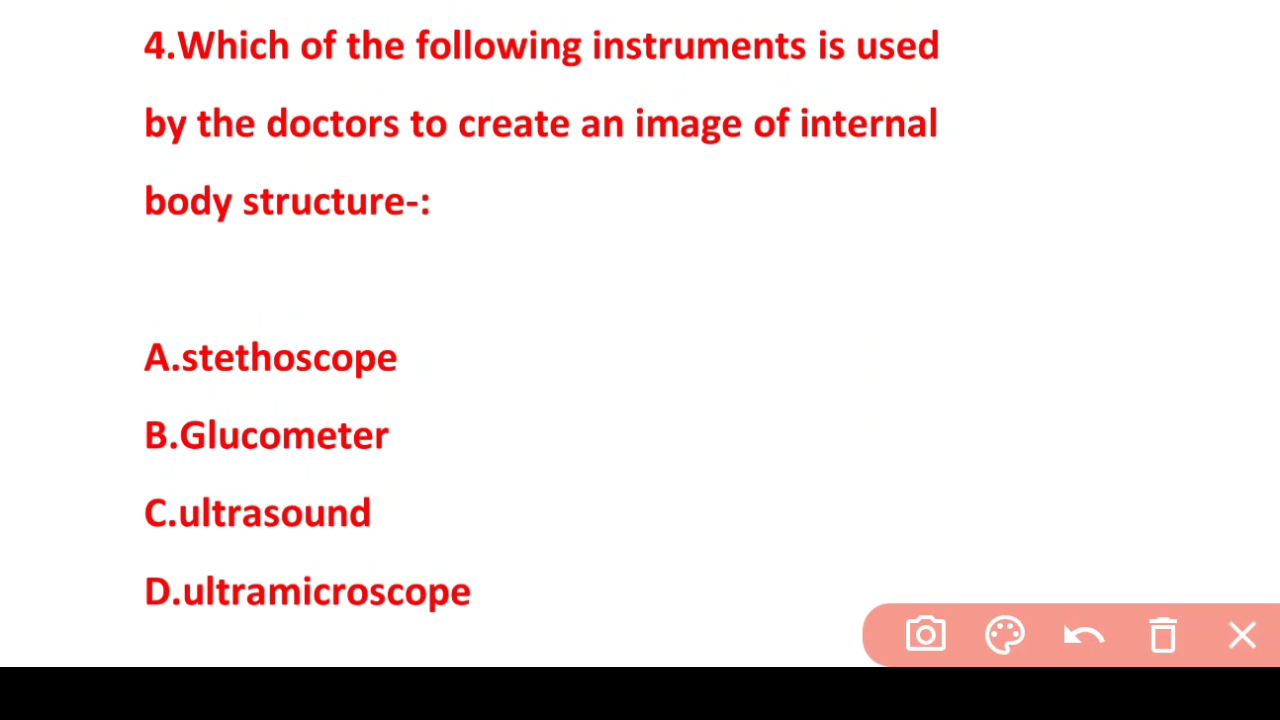 4.Which of the following instruments is used
by the doctors to create an image of internal
body structure-:
A.stethoscope
B.Glucometer
C.ultrasound
D.ultramicroscope